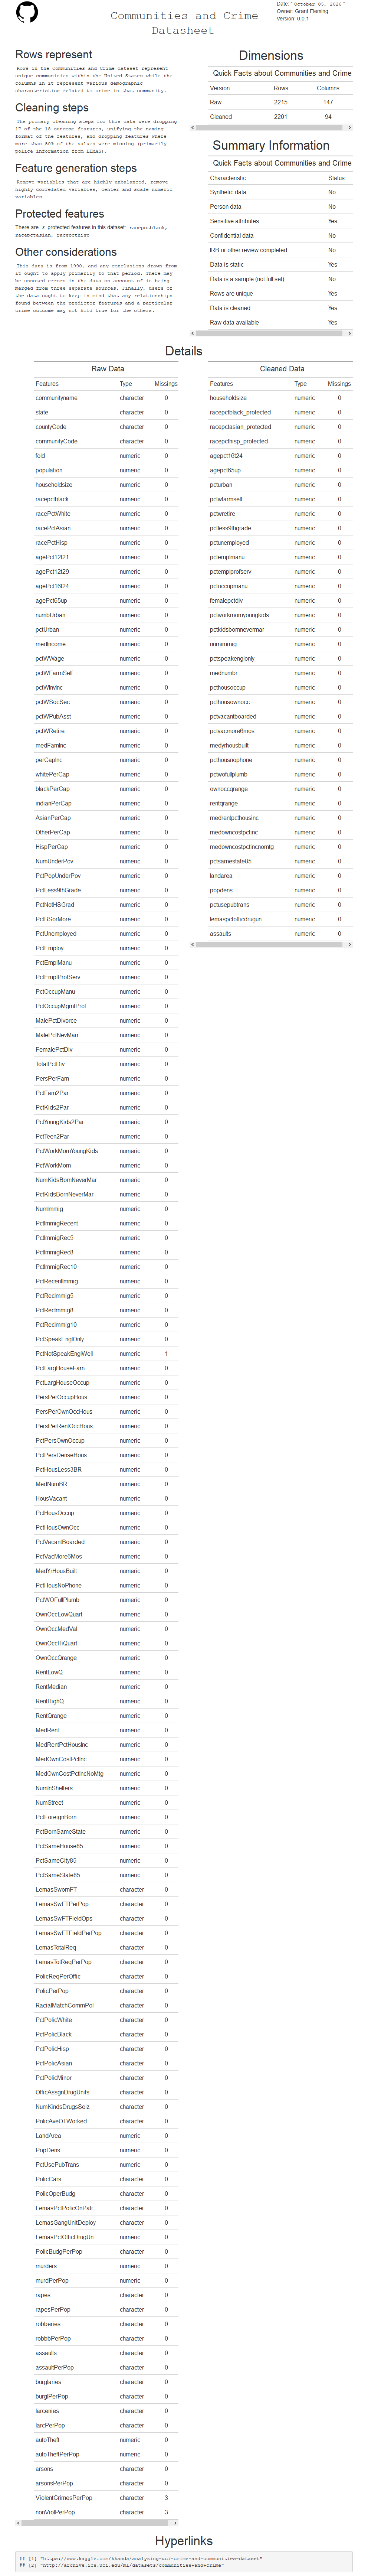 Communities and Crime
Datasheet
Date: "October 05, 2020"
Owner: Grant Fleming
Version: 0.0.1
Rows represent
Rows in the Communities and Crime dataset represent
unique communities within the United States while the
columns in it represent various demographic
characteristics related to crime in that community.
Cleaning steps
The primary cleaning steps for this data were dropping
17 of the 18 outcome features, unifying the naming
format of the features, and dropping features where
more than 50% of the values were missing (primarily
police information from LEMAS).
Feature generation steps
Remove variables that are highly unbalanced, remove
highly correlated variables, center and scale numeric
variables
Protected features
There are 3 protected features in this dataset: racepctblack,
racepctasian, racepcthisp
Other considerations
This data is from 1990, and any conclusions drawn from
it ought to apply primarily to that period. There may
be unnoted errors in the data on account of it being
merged from three separate sources. Finally, users of
the data ought to keep in mind that any relationships
found between the predictor features and a particular
crime outcome may not hold true for the others.
Dimensions
Quick Facts about Communities and Crime
Version Rows Columns
Raw 2215 147
Cleaned 2201 94
Summary Information
Quick Facts about Communities and Crime
Characteristic Status
Synthetic data No
Person data No
Sensitive attributes Yes
Confidential data No
IRB or other review completed No
Data is static Yes
Data is a sample (not full set) No
Rows are unique Yes
Data is cleaned Yes
Raw data available Yes
Details
Raw Data
Features Type Missings
communityname character 0
state character 0
countyCode character 0
communityCode character 0
fold numeric 0
population numeric 0
householdsize numeric 0
racepctblack numeric 0
racePctWhite numeric 0
racePctAsian numeric 0
racePctHisp numeric 0
agePct12t21 numeric 0
agePct12t29 numeric 0
agePct16t24 numeric 0
agePct65up numeric 0
numbUrban numeric 0
pctUrban numeric 0
medIncome numeric 0
pctWWage numeric 0
pctWFarmSelf numeric 0
pctWInvInc numeric 0
pctWSocSec numeric 0
pctWPubAsst numeric 0
pctWRetire numeric 0
medFamInc numeric 0
perCapInc numeric 0
whitePerCap numeric 0
blackPerCap numeric 0
indianPerCap numeric 0
AsianPerCap numeric 0
OtherPerCap numeric 0
HispPerCap numeric 0
NumUnderPov numeric 0
PctPopUnderPov numeric 0
PctLess9thGrade numeric 0
PctNotHSGrad numeric 0
PctBSorMore numeric 0
PctUnemployed numeric 0
PctEmploy numeric 0
PctEmplManu numeric 0
PctEmplProfServ numeric 0
PctOccupManu numeric 0
PctOccupMgmtProf numeric 0
MalePctDivorce numeric 0
MalePctNevMarr numeric 0
FemalePctDiv numeric 0
TotalPctDiv numeric 0
PersPerFam numeric 0
PctFam2Par numeric 0
PctKids2Par numeric 0
PctYoungKids2Par numeric 0
PctTeen2Par numeric 0
PctWorkMomYoungKids numeric 0
PctWorkMom numeric 0
NumKidsBornNeverMar numeric 0
PctKidsBornNeverMar numeric 0
NumImmig numeric 0
PctImmigRecent numeric 0
PctImmigRec5 numeric 0
PctImmigRec8 numeric 0
PctImmigRec10 numeric 0
PctRecentImmig numeric 0
PctRecImmig5 numeric 0
PctRecImmig8 numeric 0
PctRecImmig10 numeric 0
PctSpeakEnglOnly numeric 0
PctNotSpeakEnglWell numeric 1
PctLargHouseFam numeric 0
PctLargHouseOccup numeric 0
PersPerOccupHous numeric 0
PersPerOwnOccHous numeric 0
PersPerRentOccHous numeric 0
PctPersOwnOccup numeric 0
PctPersDenseHous numeric 0
PctHousLess3BR numeric 0
MedNumBR numeric 0
HousVacant numeric 0
PctHousOccup numeric 0
PctHousOwnOcc numeric 0
PctVacantBoarded numeric 0
PctVacMore6Mos numeric 0
MedYrHousBuilt numeric 0
PctHousNoPhone numeric 0
PctWOFullPlumb numeric 0
OwnOccLowQuart numeric 0
OwnOccMedVal numeric 0
OwnOccHiQuart numeric 0
OwnOccQrange numeric 0
RentLowQ numeric 0
RentMedian numeric 0
RentHighQ numeric 0
RentQrange numeric 0
MedRent numeric 0
MedRentPctHousInc numeric 0
MedOwnCostPctInc numeric 0
MedOwnCostPctIncNoMtg numeric 0
NumInShelters numeric 0
NumStreet numeric 0
PctForeignBorn numeric 0
PctBornSameState numeric 0
PctSameHouse85 numeric 0
PctSameCity85 numeric 0
PctSameState85 numeric 0
LemasSwornFT character 0
LemasSwFTPerPop character 0
LemasSwFTFieldOps character 0
LemasSwFTFieldPerPop character 0
LemasTotalReq character 0
LemasTotReqPerPop character 0
PolicReqPerOffic character 0
PolicPerPop character 0
RacialMatchCommPol character 0
PctPolicWhite character 0
PctPolicBlack character 0
PctPolicHisp character 0
PctPolicAsian character 0
PctPolicMinor character 0
OfficAssgnDrugUnits character 0
NumKindsDrugsSeiz character 0
PolicAveOTWorked character 0
LandArea numeric 0
PopDens numeric 0
PctUsePubTrans numeric 0
PolicCars character 0
PolicOperBudg character 0
LemasPctPolicOnPatr character 0
LemasGangUnitDeploy character 0
LemasPctOfficDrugUn numeric 0
PolicBudgPerPop character 0
murders numeric 0
murdPerPop numeric 0
rapes character 0
rapesPerPop character 0
robberies character 0
robbbPerPop character 0
assaults character 0
assaultPerPop character 0
burglaries character 0
burglPerPop character 0
larcenies character 0
larcPerPop character 0
autoTheft numeric 0
autoTheftPerPop numeric 0
arsons character 0
arsonsPerPop character 0
ViolentCrimesPerPop character 3
nonViolPerPop character 3
Cleaned Data
Features Type Missings
householdsize numeric 0
racepctblack_protected numeric 0
racepctasian_protected numeric 0
racepcthisp_protected numeric 0
agepct16t24 numeric 0
agepct65up numeric 0
pcturban numeric 0
pctwfarmself numeric 0
pctwretire numeric 0
pctless9thgrade numeric 0
pctunemployed numeric 0
pctemplmanu numeric 0
pctemplprofserv numeric 0
pctoccupmanu numeric 0
femalepctdiv numeric 0
pctworkmomyoungkids numeric 0
pctkidsbornnevermar numeric 0
numimmig numeric 0
pctspeakenglonly numeric 0
mednumbr numeric 0
pcthousoccup numeric 0
pcthousownocc numeric 0
pctvacantboarded numeric 0
pctvacmore6mos numeric 0
medyrhousbuilt numeric 0
pcthousnophone numeric 0
pctwofullplumb numeric 0
ownoccqrange numeric 0
rentqrange numeric 0
medrentpcthousinc numeric 0
medowncostpctinc numeric 0
medowncostpctincnomtg numeric 0
pctsamestate85 numeric 0
landarea numeric 0
popdens numeric 0
pctusepubtrans numeric 0
lemaspctofficdrugun numeric 0
assaults numeric 0
Hyperlinks
## [1] "https://www.kaggle.com/kkanda/analyzing-uci-crime-and-communities-dataset"
## [2] "http://archive.ics.uci.edu/ml/datasets/communities+and+crime"